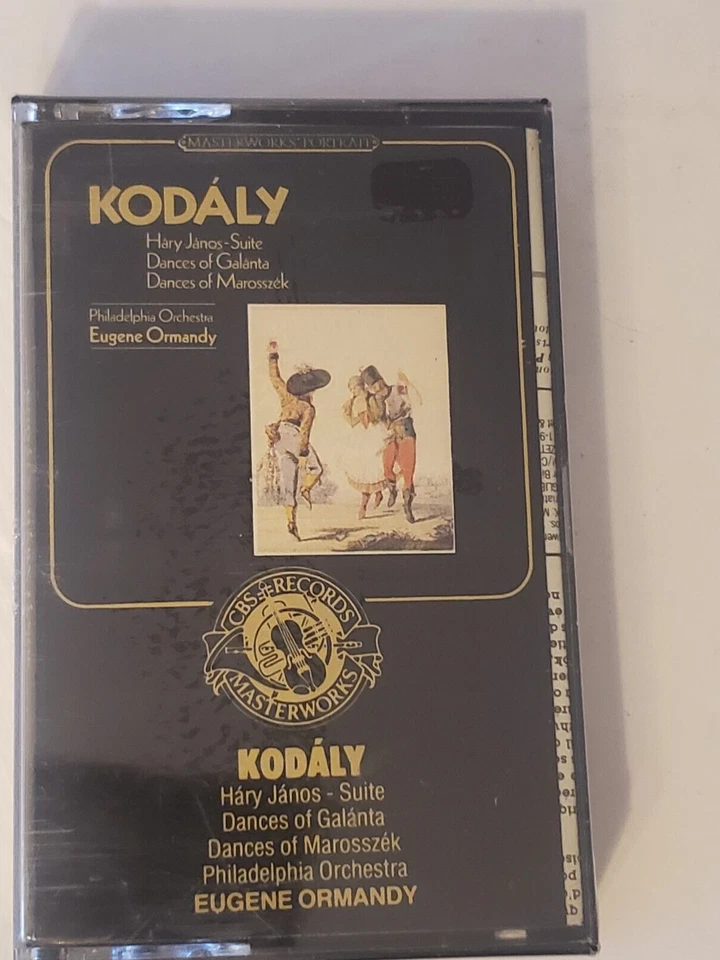 MASTERWORKS PORTRAIT
KODÁLY
Háry János-Suite
Dances of Galánta
Dances of Marosszék
Philadelphia Orchestra
Eugene Ormandy
CBS RECORDS
MASTERWORKS
KODÁLY
Háry János - Suite
Dances of Galánta
Dances of Marosszék
Philadelphia Orchestra
EUGENE ORMANDY